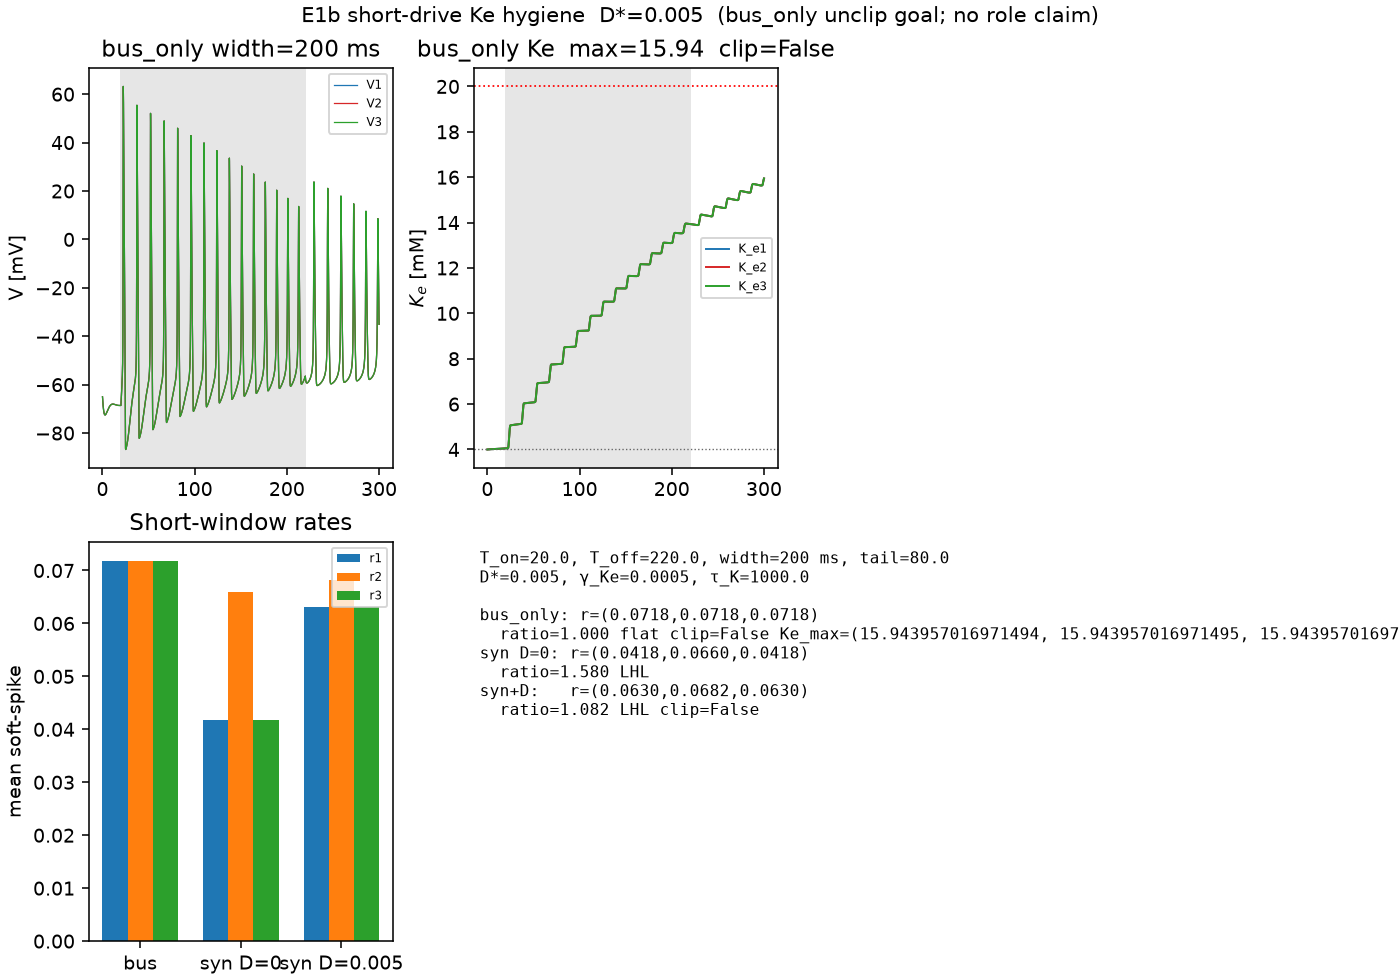 E1b short-drive Ke hygiene  D*=0.005  (bus_only unclip goal; no role claim)
bus_only width=200 ms
V [mV]
60
40
20
0
−20
−40
−60
−80
0
100
200
300
V1
V2
V3
bus_only Ke  max=15.94  clip=False
K_e [mM]
20
18
16
14
12
10
8
6
4
0
100
200
300
K_e1
K_e2
K_e3
Short-window rates
mean soft-spike
0.07
0.06
0.05
0.04
0.03
0.02
0.01
0.00
bus
syn D=0
syn D=0.005
r1
r2
r3
T_on=20.0, T_off=220.0, width=200 ms, tail=80.0
D*=0.005, γ_Ke=0.0005, τ_K=1000.0
bus_only: r=(0.0718,0.0718,0.0718)
ratio=1.000 flat clip=False Ke_max=(15.943957016971494, 15.943957016971495, 15.94395701697
syn D=0: r=(0.0418,0.0660,0.0418)
ratio=1.580 LHL
syn+D:   r=(0.0630,0.0682,0.0630)
ratio=1.082 LHL clip=False